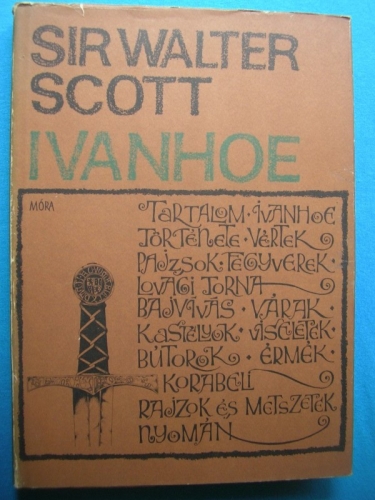 SIR WALTER
SCOTT
IVANHOE
MÓRA
TARTALOM · IVANHOE
TÖRTÉNETE · VÉRTEK
PAJZSOK · FEGYVEREK ·
LOVAGI TORNA
BAJVÍVÁS · VÁRAK ·
KASTÉLYOK · VISELETEK
BÚTOROK · ÉRMÉK ·
KORABELI
RAJZOK ÉS METSZETEK
NYOMÁN